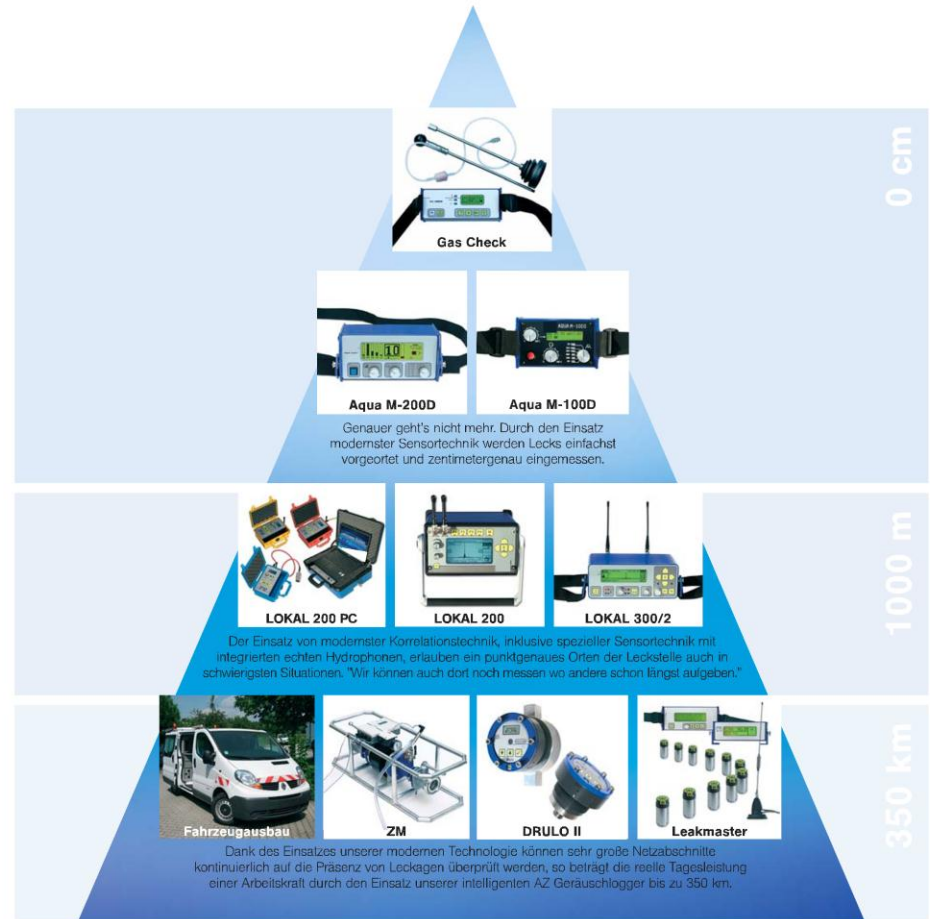 0 cm
Gas Check
AQUA M-100D
Aqua M-200D
Aqua M-100D
Genauer geht's nicht mehr. Durch den Einsatz
modernster Sensortechnik werden Lecks einfachst
vorgeortet und zentimetergenau eingemessen.
1000 m
LOKAL 200 PC
LOKAL 200
LOKAL 300/2
Der Einsatz von modernster Korrelationstechnik, inklusive spezieller Sensortechnik mit
integrierten echten Hydrophonen, erlauben ein punktgenaues Orten der Leckstelle auch in
schwierigsten Situationen. "Wir können auch dort noch messen wo andere schon längst aufgeben."
350 km
Fahrzeugausbau
ZM
DRULO II
Leakmaster
Dank des Einsatzes unserer modernen Technologie können sehr große Netzabschnitte
kontinuierlich auf die Präsenz von Leckagen überprüft werden, so beträgt die reelle Tagesleistung
einer Arbeitskraft durch den Einsatz unserer intelligenten AZ Geräuschlogger bis zu 350 km.